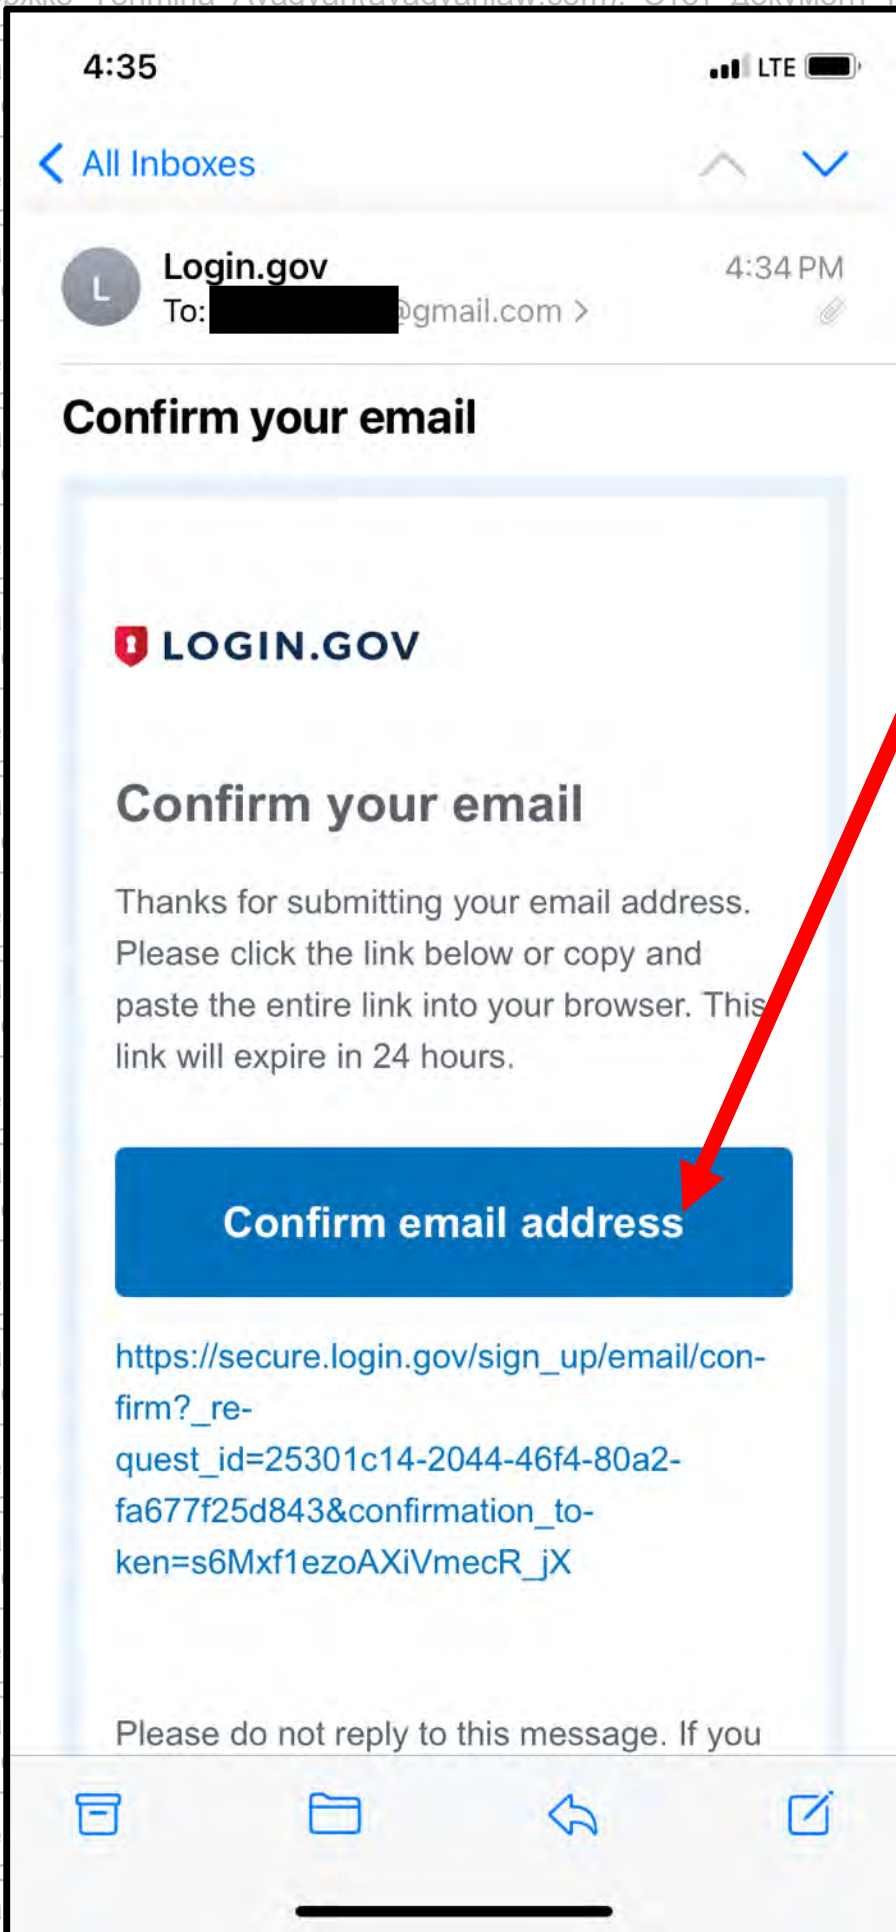 4:35
LTE
All Inboxes
L
Login.gov
4:34 PM
To:
@gmail.com >
Confirm your email
LOGIN.GOV
Confirm your email
Thanks for submitting your email address.
Please click the link below or copy and
paste the entire link into your browser. This
link will expire in 24 hours.
Confirm email address
https://secure.login.gov/sign_up/email/con-
firm?_re-
quest_id=25301c14-2044-46f4-80a2-
fa677f25d843&confirmation_to-
ken=s6Mxf1ezoAXiVmecR_jX
Please do not reply to this message. If you